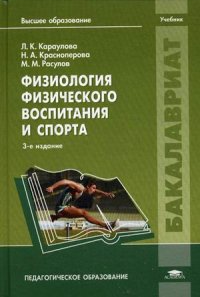 Высшее образование
Учебник
Л. К. Караулова
Н. А. Красноперова
М. М. Расулов
ФИЗИОЛОГИЯ
ФИЗИЧЕСКОГО
ВОСПИТАНИЯ
И СПОРТА
3-е издание
БАКАЛАВРИАТ
ПЕДАГОГИЧЕСКОЕ ОБРАЗОВАНИЕ